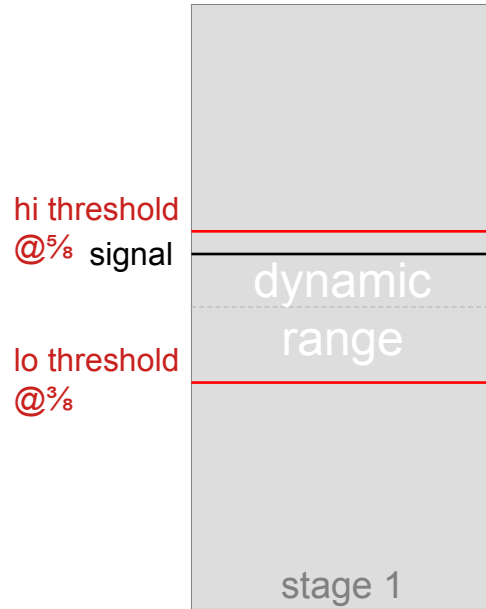 hi threshold
@⅝
signal
dynamic
range
lo threshold
@⅜
stage 1